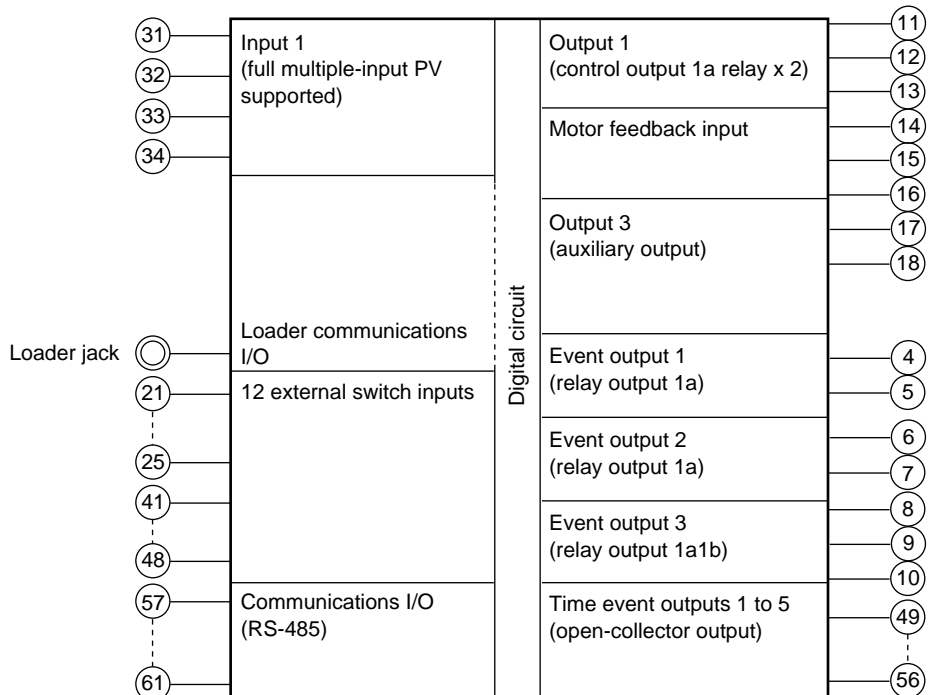 31
32
33
34
Input 1
(full multiple-input PV
supported)
Loader jack
Loader communications
I/O
21
25
41
48
12 external switch inputs
57
61
Communications I/O
(RS-485)
Digital circuit
Output 1
(control output 1a relay x 2)
11
12
13
Motor feedback input
14
15
16
Output 3
(auxiliary output)
17
18
Event output 1
(relay output 1a)
4
5
Event output 2
(relay output 1a)
6
7
Event output 3
(relay output 1a1b)
8
9
10
Time event outputs 1 to 5
(open-collector output)
49
56